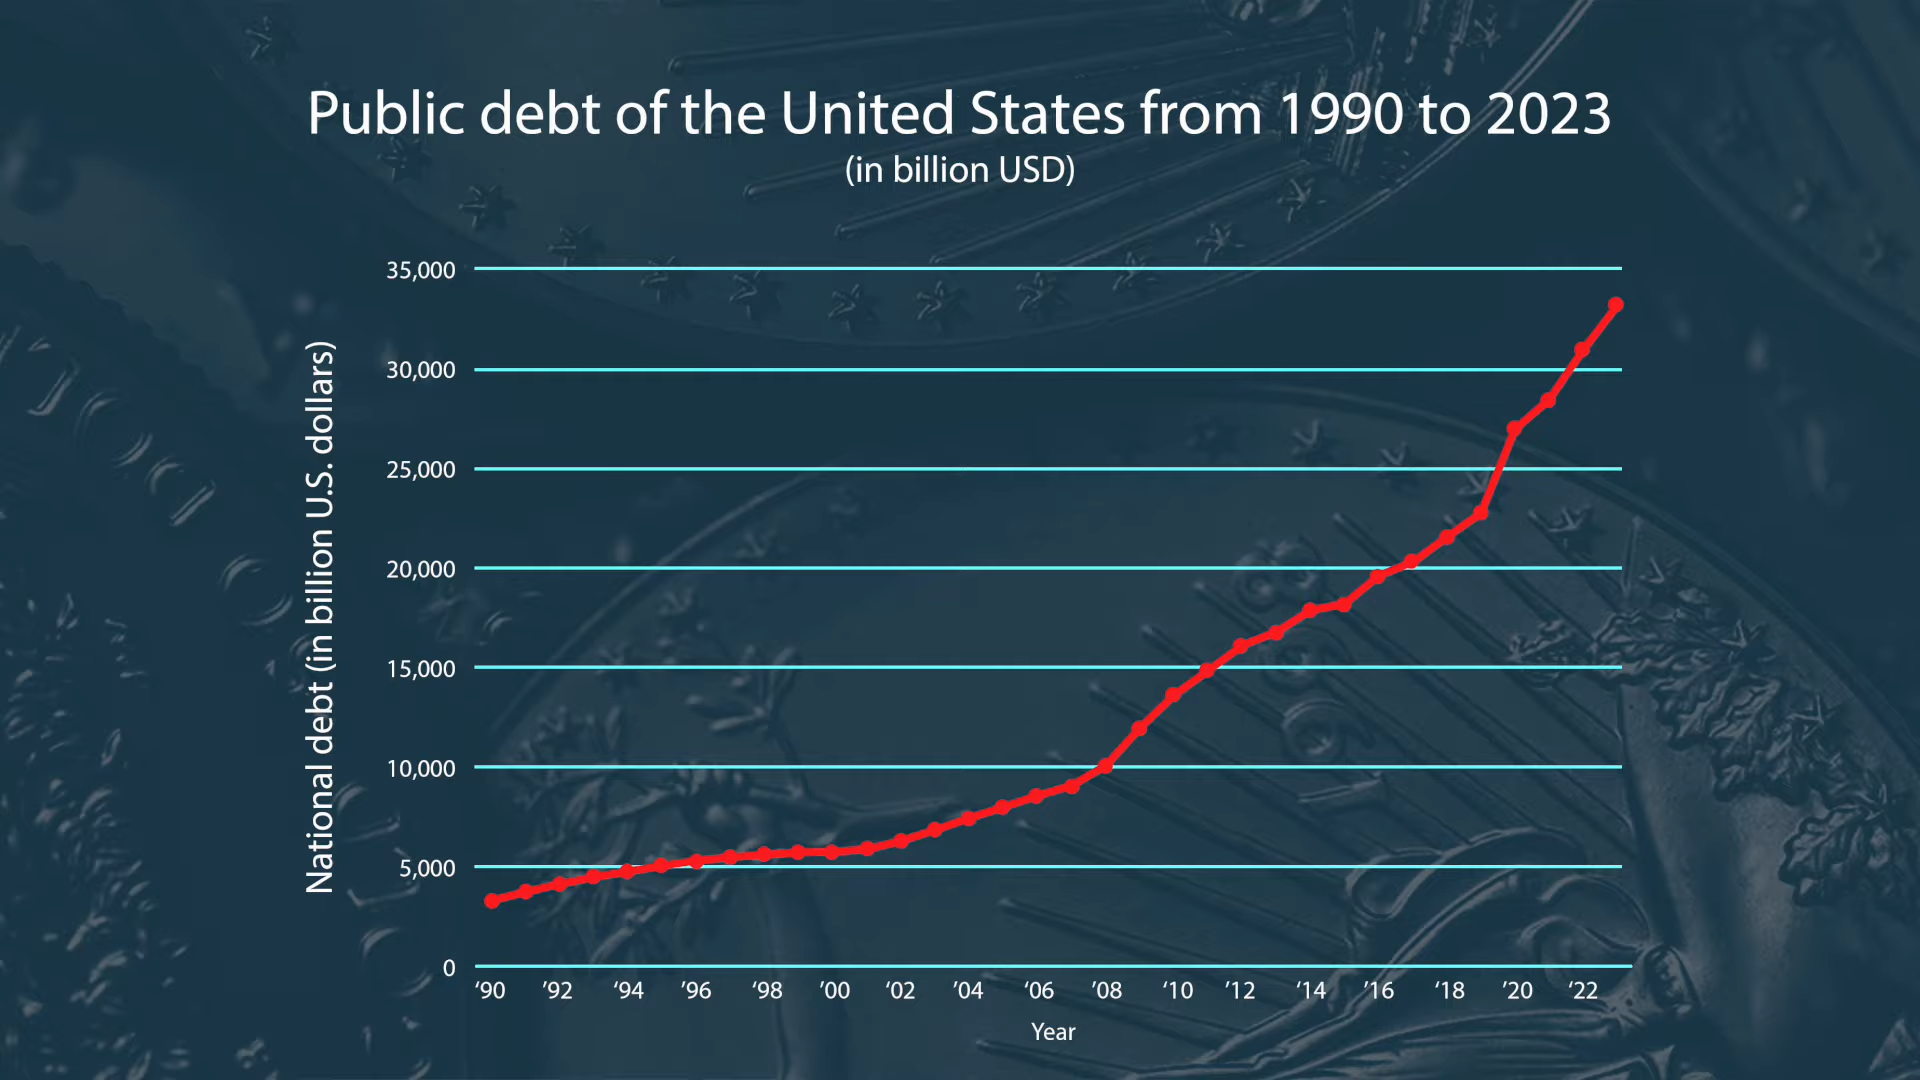 Public debt of the United States from 1990 to 2023
(in billion USD)
National debt (in billion U.S. dollars)
35,000
30,000
25,000
20,000
15,000
10,000
5,000
0
‘90 ‘92 ‘94 ‘96 ‘98 ‘00 ‘02 ’04 ‘06 ’08 ‘10 ‘12 ‘14 ‘16 ‘18 ‘20 ‘22
Year